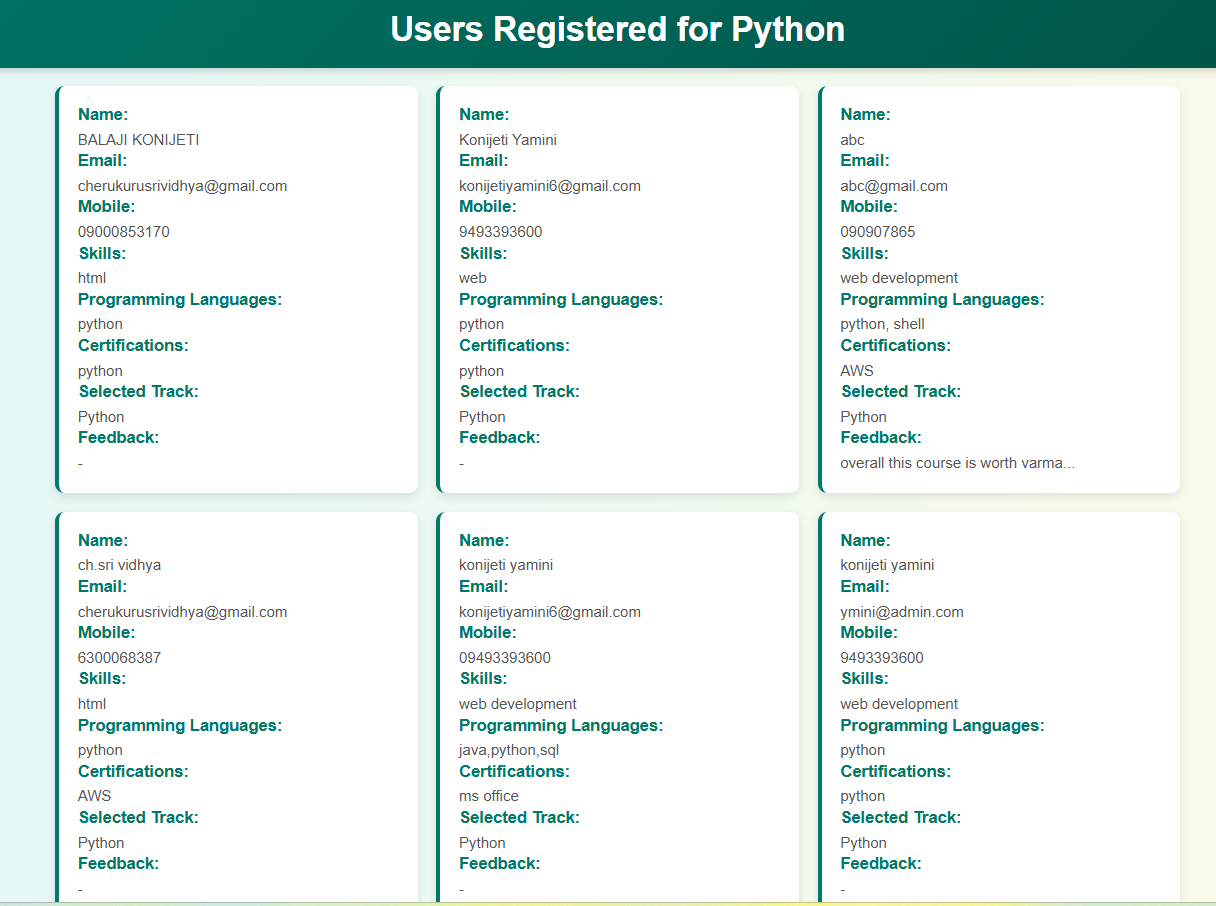 Users Registered for Python
Name:
BALAJI KONIJETI
Email:
cherukurusrividhya@gmail.com
Mobile:
09000853170
Skills:
html
Programming Languages:
python
Certifications:
python
Selected Track:
Python
Feedback:
-
Name:
Konijeti Yamini
Email:
konijetiyamini6@gmail.com
Mobile:
9493393600
Skills:
web
Programming Languages:
python
Certifications:
python
Selected Track:
Python
Feedback:
-
Name:
abc
Email:
abc@gmail.com
Mobile:
090907865
Skills:
web development
Programming Languages:
python, shell
Certifications:
AWS
Selected Track:
Python
Feedback:
overall this course is worth varma...
Name:
ch.sri vidhya
Email:
cherukurusrividhya@gmail.com
Mobile:
6300068387
Skills:
html
Programming Languages:
python
Certifications:
AWS
Selected Track:
Python
Feedback:
-
Name:
konijeti yamini
Email:
konijetiyamini6@gmail.com
Mobile:
09493393600
Skills:
web development
Programming Languages:
java,python,sql
Certifications:
ms office
Selected Track:
Python
Feedback:
-
Name:
konijeti yamini
Email:
ymini@admin.com
Mobile:
9493393600
Skills:
web development
Programming Languages:
python
Certifications:
python
Selected Track:
Python
Feedback:
-